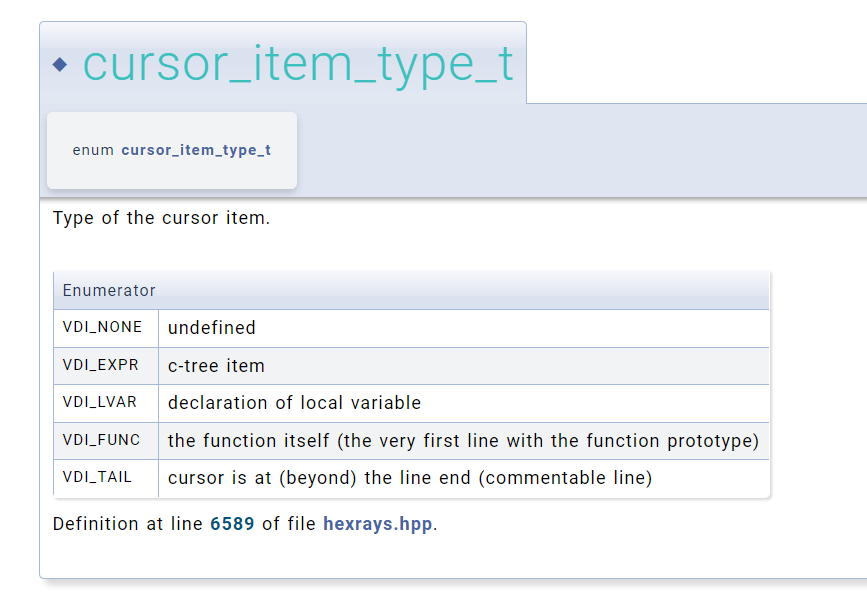 cursor_item_type_t
enum cursor_item_type_t
Type of the cursor item.
Enumerator
VDI_NONE undefined
VDI_EXPR c-tree item
VDI_LVAR declaration of local variable
VDI_FUNC the function itself (the very first line with the function prototype)
VDI_TAIL cursor is at (beyond) the line end (commentable line)
Definition at line 6589 of file hexrays.hpp.